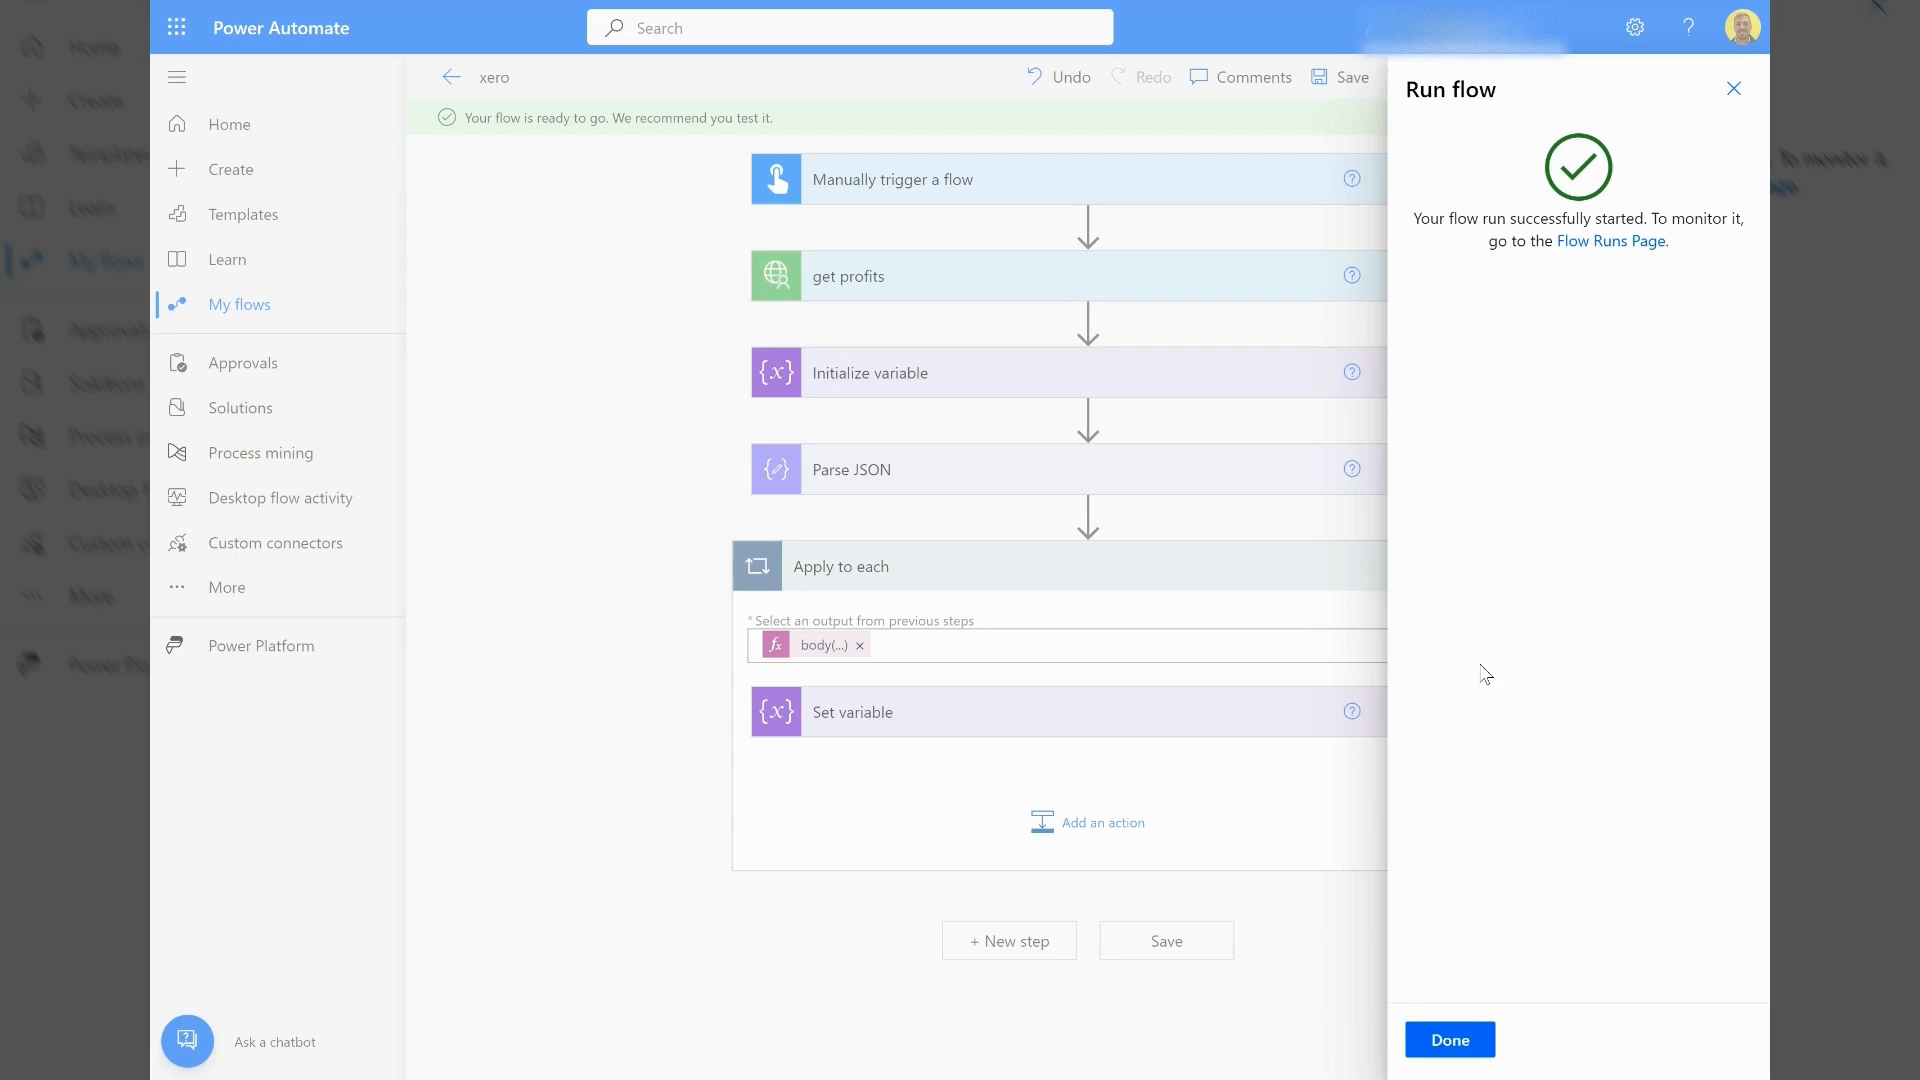 Power Automate
Search
xero
Undo
Redo
Comments
Save
Your flow is ready to go. We recommend you test it.
Home
Create
Templates
Learn
My flows
Approvals
Solutions
Process mining
Desktop flow activity
Custom connectors
More
Power Platform
Ask a chatbot
Manually trigger a flow
get profits
{x} Initialize variable
Parse JSON
Apply to each
* Select an output from previous steps
fx body(...) ×
{x} Set variable
Add an action
+ New step
Save
Run flow
Your flow run successfully started. To monitor it,
go to the Flow Runs Page.
Done